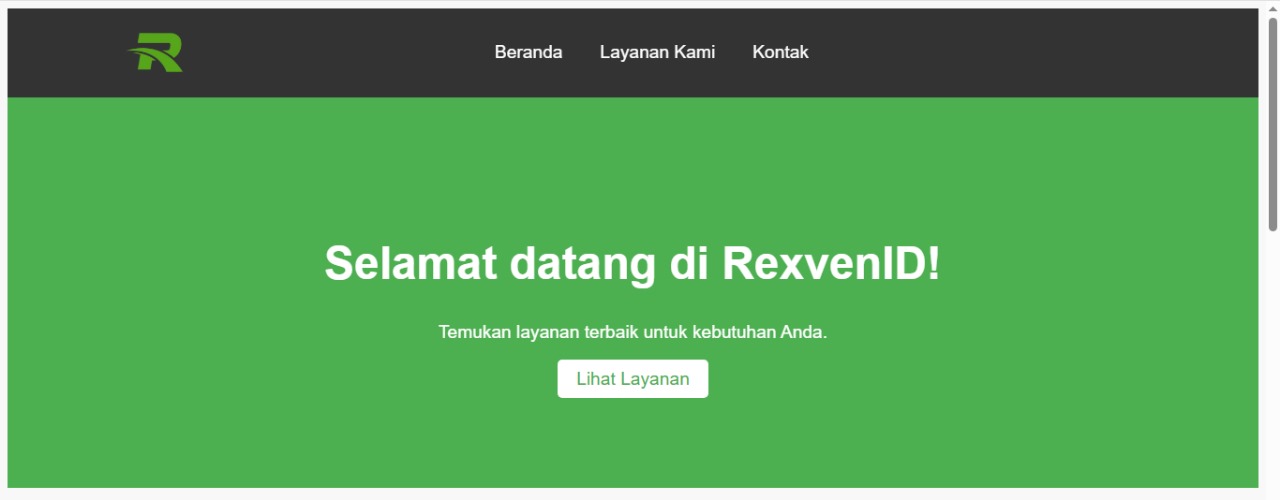 R
Beranda Layanan Kami Kontak
Selamat datang di RexvenID!
Temukan layanan terbaik untuk kebutuhan Anda.
Lihat Layanan